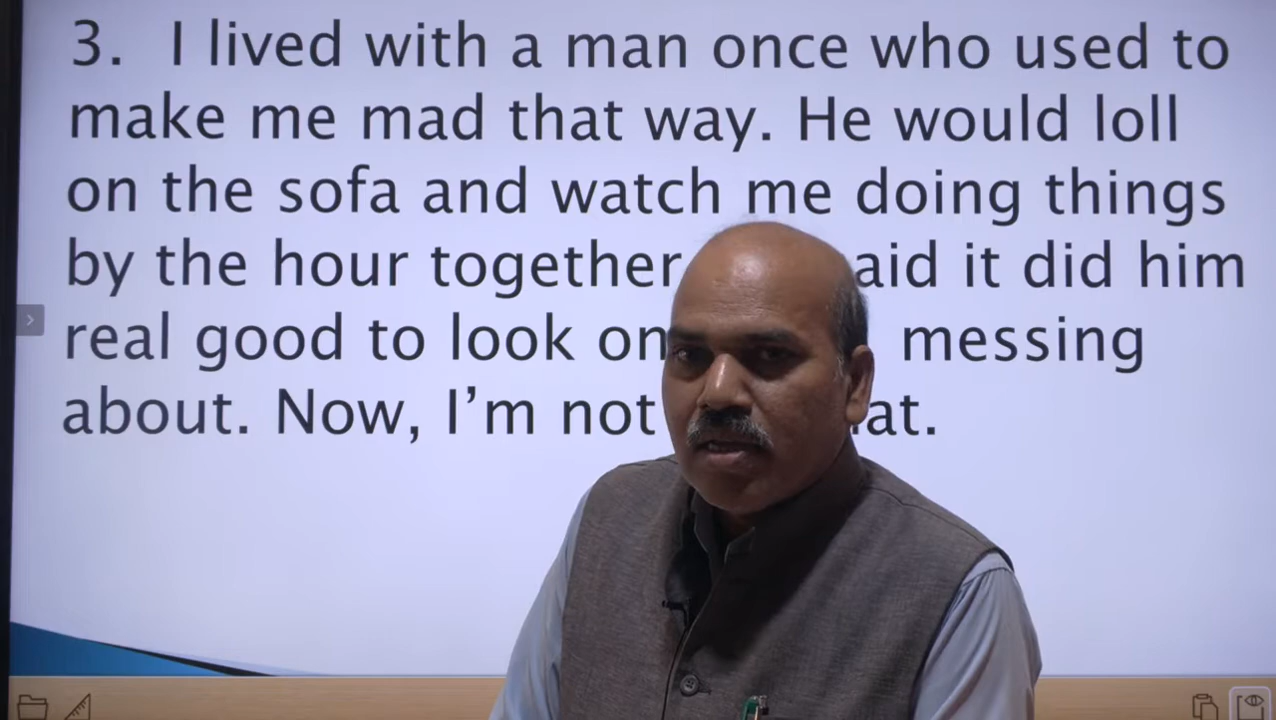 3. I lived with a man once who used to
make me mad that way. He would loll
on the sofa and watch me doing things
by the hour together it did him
real good to look on messing
about. Now, I’m not